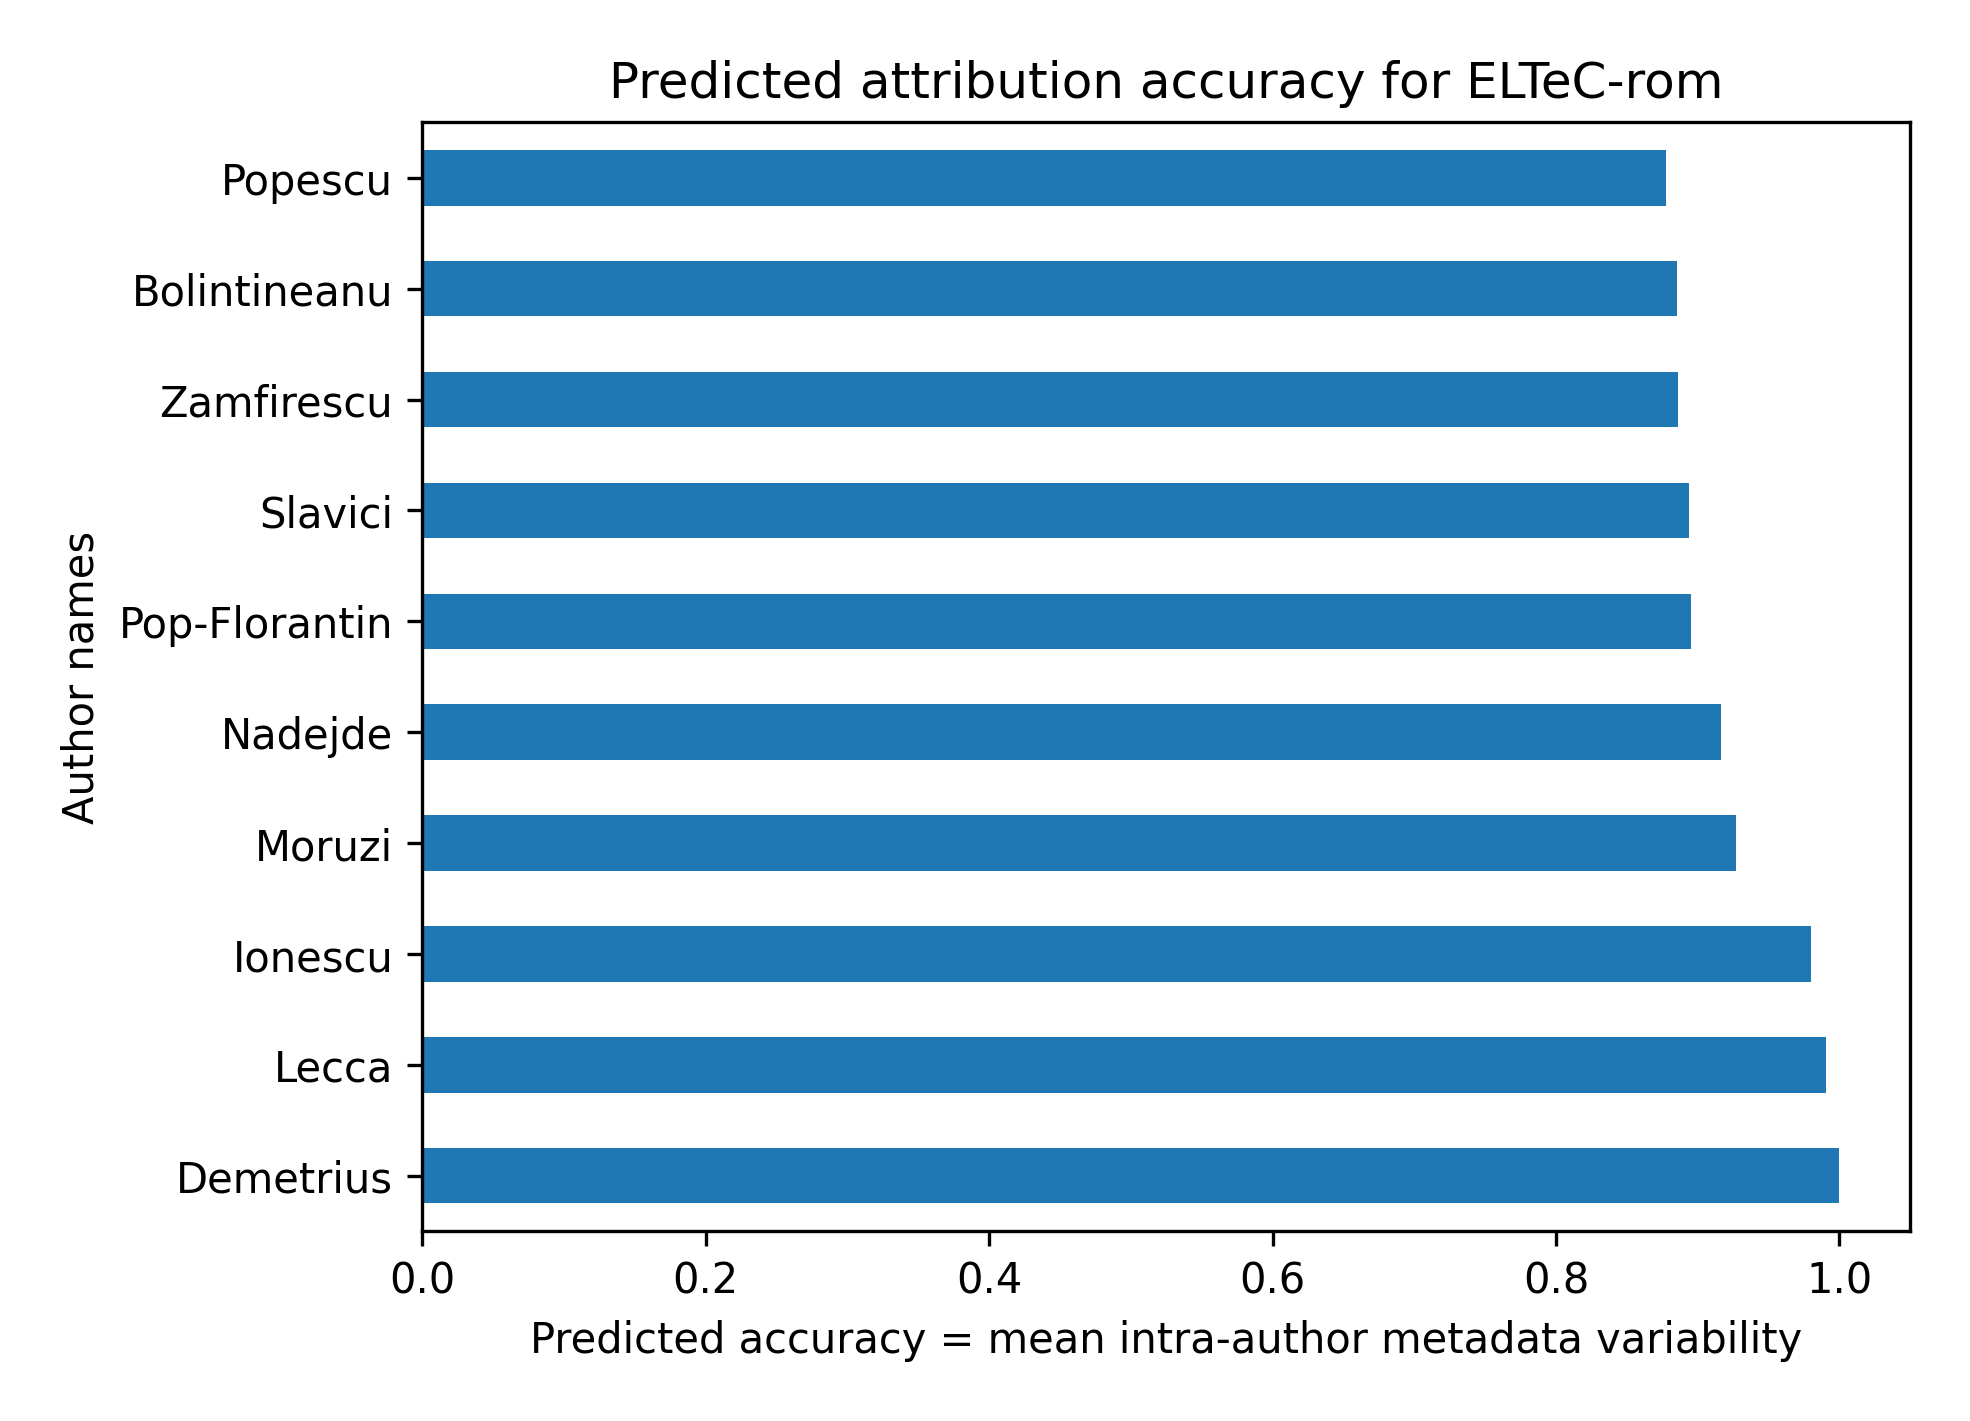 Predicted attribution accuracy for ELTeC-rom
Author names
Popescu
Bolintineanu
Zamfirescu
Slavici
Pop-Florantin
Nadejde
Moruzi
Ionescu
Lecca
Demetrius
0.0 0.2 0.4 0.6 0.8 1.0
Predicted accuracy = mean intra-author metadata variability